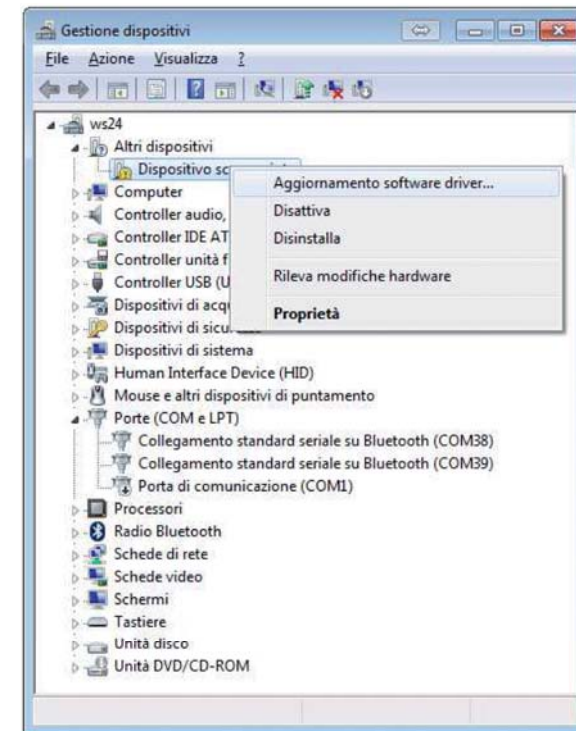 Gestione dispositivi
File Azione Visualizza ?
ws24
Altri dispositivi
Dispositivo
Aggiornamento software driver...
Computer
Disattiva
Controller audio,
Controller IDE AT
Disinstalla
Controller unità f
Controller USB (U
Rileva modifiche hardware
Dispositivi di acqu
Proprietà
Dispositivi di
Dispositivi di sistema
Human Interface Device (HID)
Mouse e altri dispositivi di puntamento
Porte (COM e LPT)
Collegamento standard seriale su Bluetooth (COM38)
Collegamento standard seriale su Bluetooth (COM39)
Porta di comunicazione (COM1)
Processori
Radio Bluetooth
Schede di rete
Schede video
Schermi
Tastiere
Unità disco
Unità DVD/CD-ROM